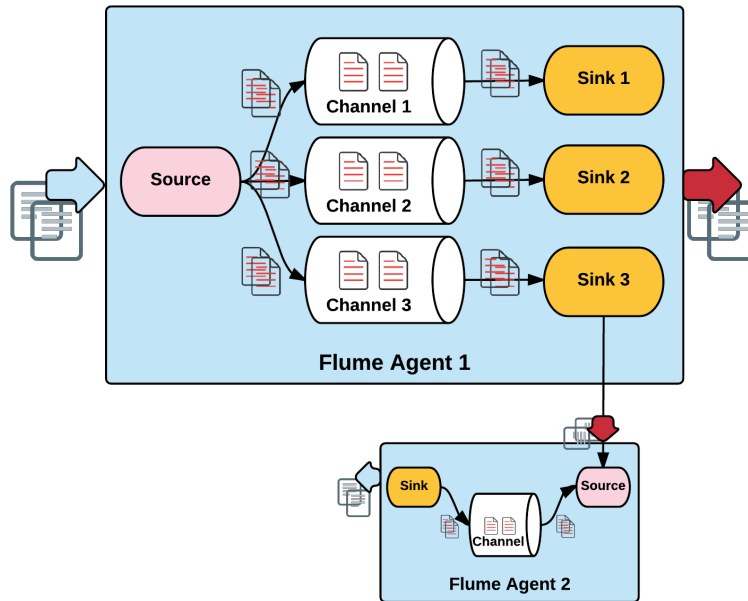 Channel 1
Sink 1
Source
Channel 2
Sink 2
Channel 3
Sink 3
Flume Agent 1
Sink
Source
Channel
Flume Agent 2